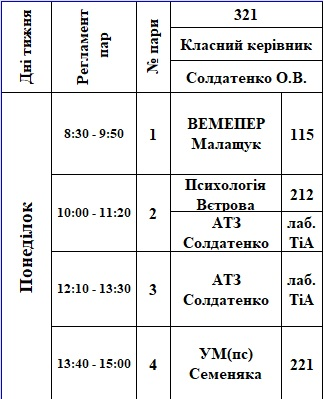 Дні тижня
Регламент пар
№ пари
321
Класний керівник
Солдатенко О.В.
Понеділок
8:30 - 9:50
1
ВЕМЕПЕР
Малащук
115
10:00 - 11:20
2
Психологія
Вєтрова
212
АТЗ
Солдатенко
лаб.
ТіА
12:10 - 13:30
3
АТЗ
Солдатенко
лаб.
ТіА
13:40 - 15:00
4
УМ(пс)
Семеняка
221